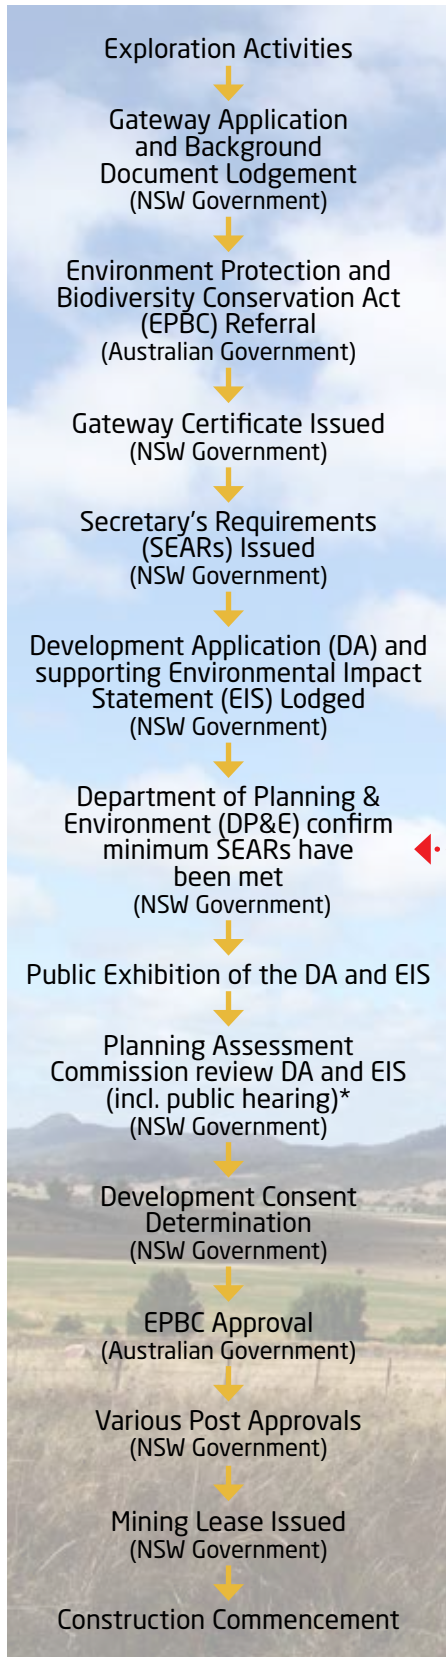 Exploration Activities
Gateway Application
and Background
Document Lodgement
(NSW Government)
Environment Protection and
Biodiversity Conservation Act
(EPBC) Referral
(Australian Government)
Gateway Certificate Issued
(NSW Government)
Secretary's Requirements
(SEARs) Issued
(NSW Government)
Development Application (DA) and
supporting Environmental Impact
Statement (EIS) Lodged
(NSW Government)
Department of Planning &
Environment (DP&E) confirm
minimum SEARs have
been met
(NSW Government)
Public Exhibition of the DA and EIS
Planning Assessment
Commission review DA and EIS
(incl. public hearing)*
(NSW Government)
Development Consent
Determination
(NSW Government)
EPBC Approval
(Australian Government)
Various Post Approvals
(NSW Government)
Mining Lease Issued
(NSW Government)
Construction Commencement